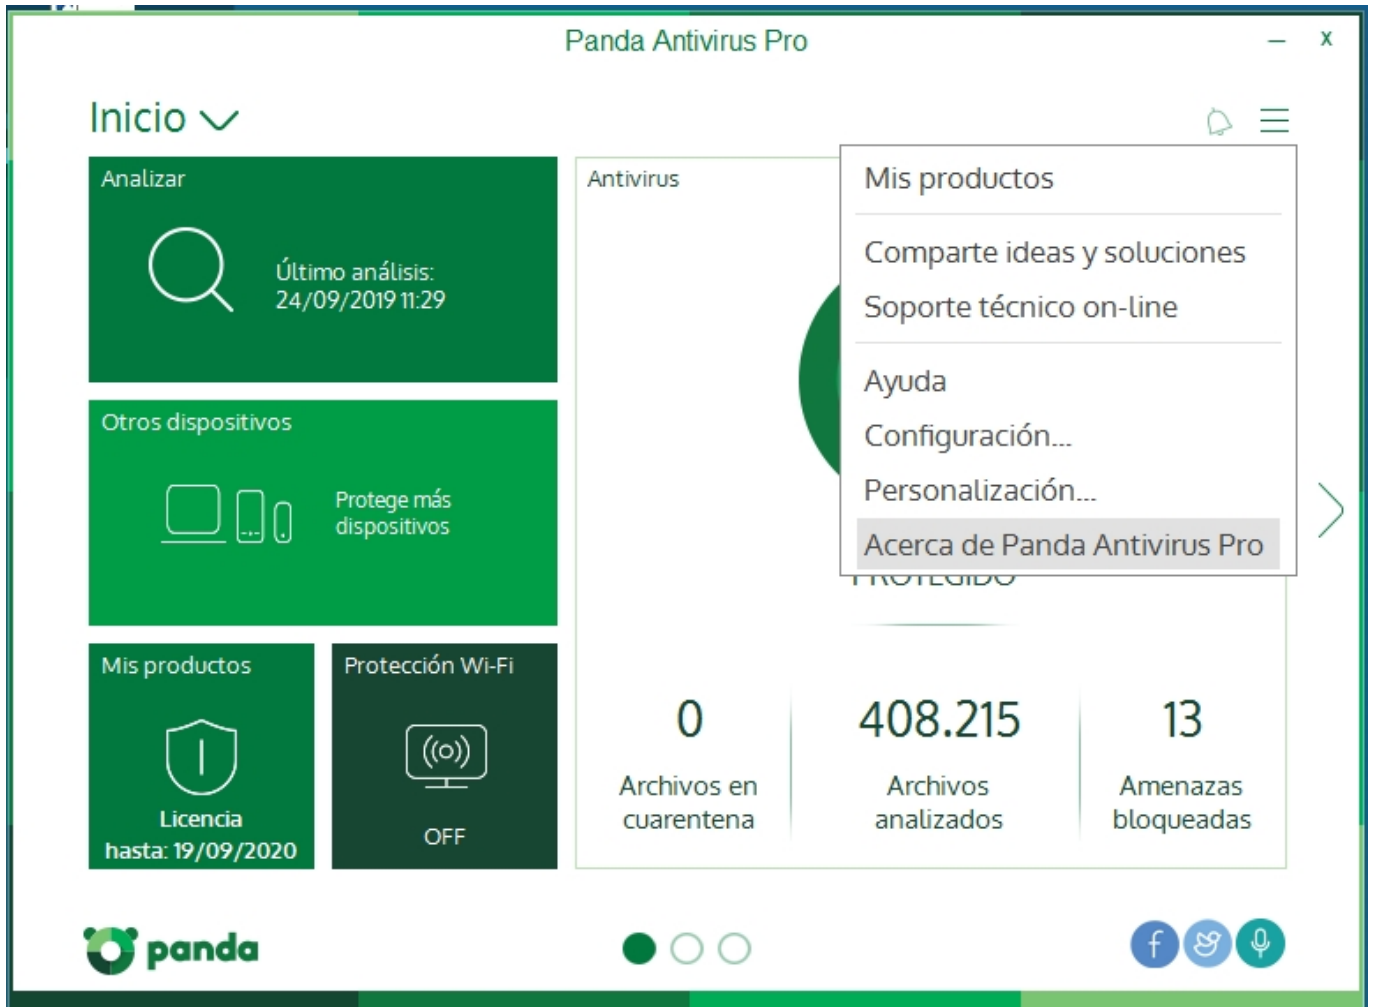 Panda Antivirus Pro
Inicio
Analizar
Último análisis:
24/09/2019 11:29
Otros dispositivos
Protege más
dispositivos
Mis productos
Licencia
hasta: 19/09/2020
Protección Wi-Fi
OFF
Antivirus
Mis productos
Comparte ideas y soluciones
Soporte técnico on-line
Ayuda
Configuración...
Personalización...
Acerca de Panda Antivirus Pro
PROTEGIDO
0
Archivos en
cuarentena
408.215
Archivos
analizados
13
Amenazas
bloqueadas
panda